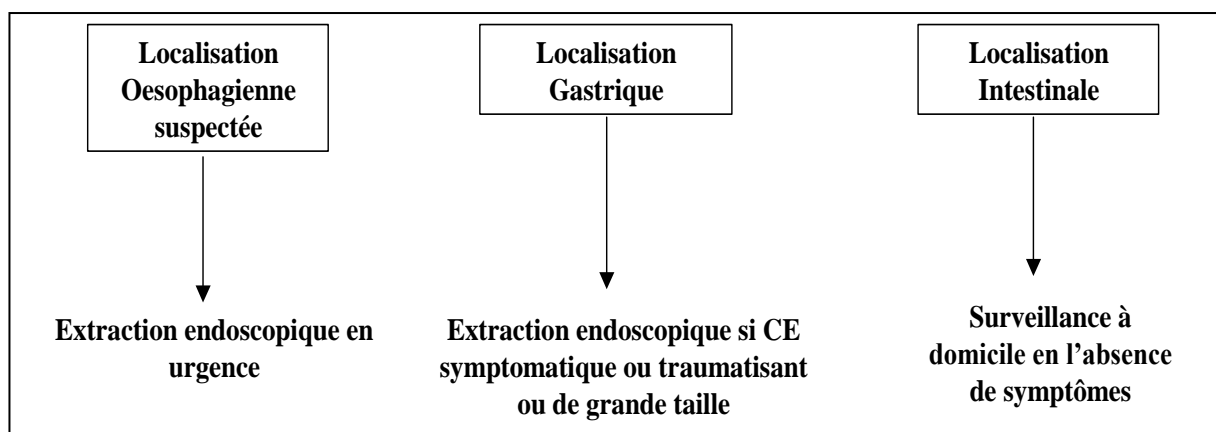 Localisation
Oesophagienne
suspectée
Localisation
Gastrique
Localisation
Intestinale
Extraction endoscopique en
urgence
Extraction endoscopique si CE
symptomatique ou traumatisant
ou de grande taille
Surveillance à
domicile en l’absence
de symptômes